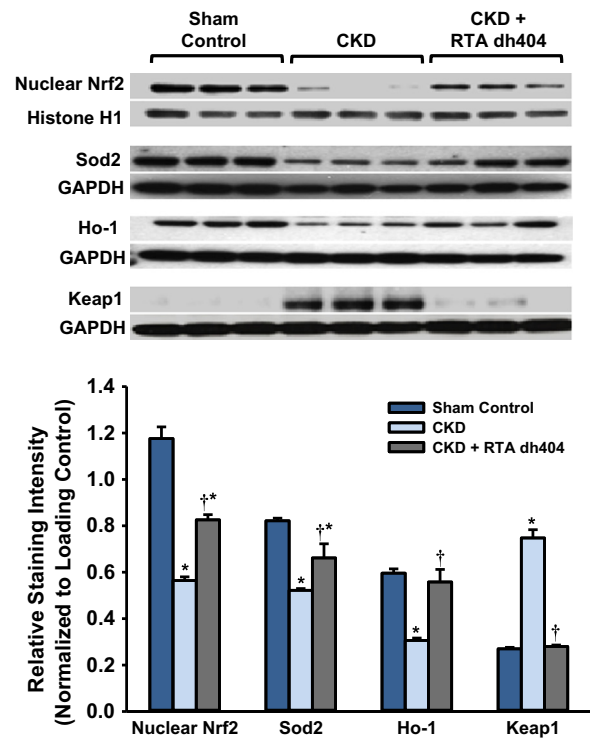 Sham
Control
CKD
CKD +
RTA dh404
Nuclear Nrf2
Histone H1
Sod2
GAPDH
Ho-1
GAPDH
Keap1
GAPDH
Relative Staining Intensity
(Normalized to Loading Control)
1.4
1.2
1.0
0.8
0.6
0.4
0.2
0.0
Sham Control
CKD
CKD + RTA dh404
*
†*
*
†*
*
†
*
†
Nuclear Nrf2
Sod2
Ho-1
Keap1